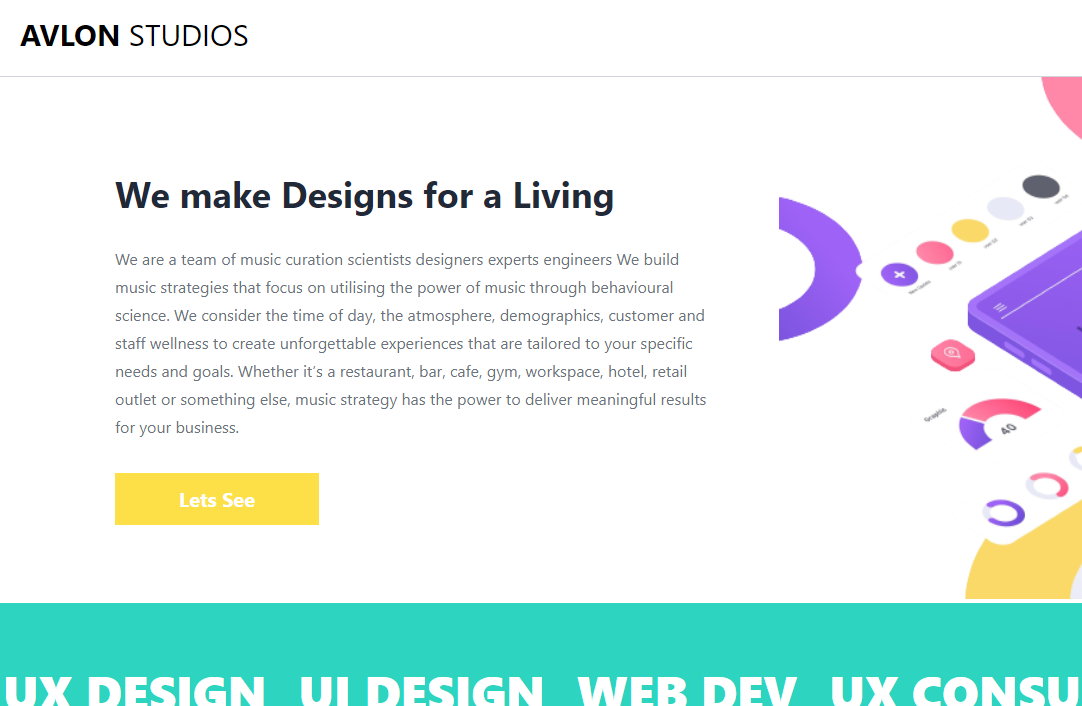 AVLON STUDIOS
We make Designs for a Living
We are a team of music curation scientists designers experts engineers We build
music strategies that focus on utilising the power of music through behavioural
science. We consider the time of day, the atmosphere, demographics, customer and
staff wellness to create unforgettable experiences that are tailored to your specific
needs and goals. Whether it’s a restaurant, bar, cafe, gym, workspace, hotel, retail
outlet or something else, music strategy has the power to deliver meaningful results
for your business.
Lets See
Graphic
40
UX DESIGN UI DESIGN WEB DEV UX CONSU